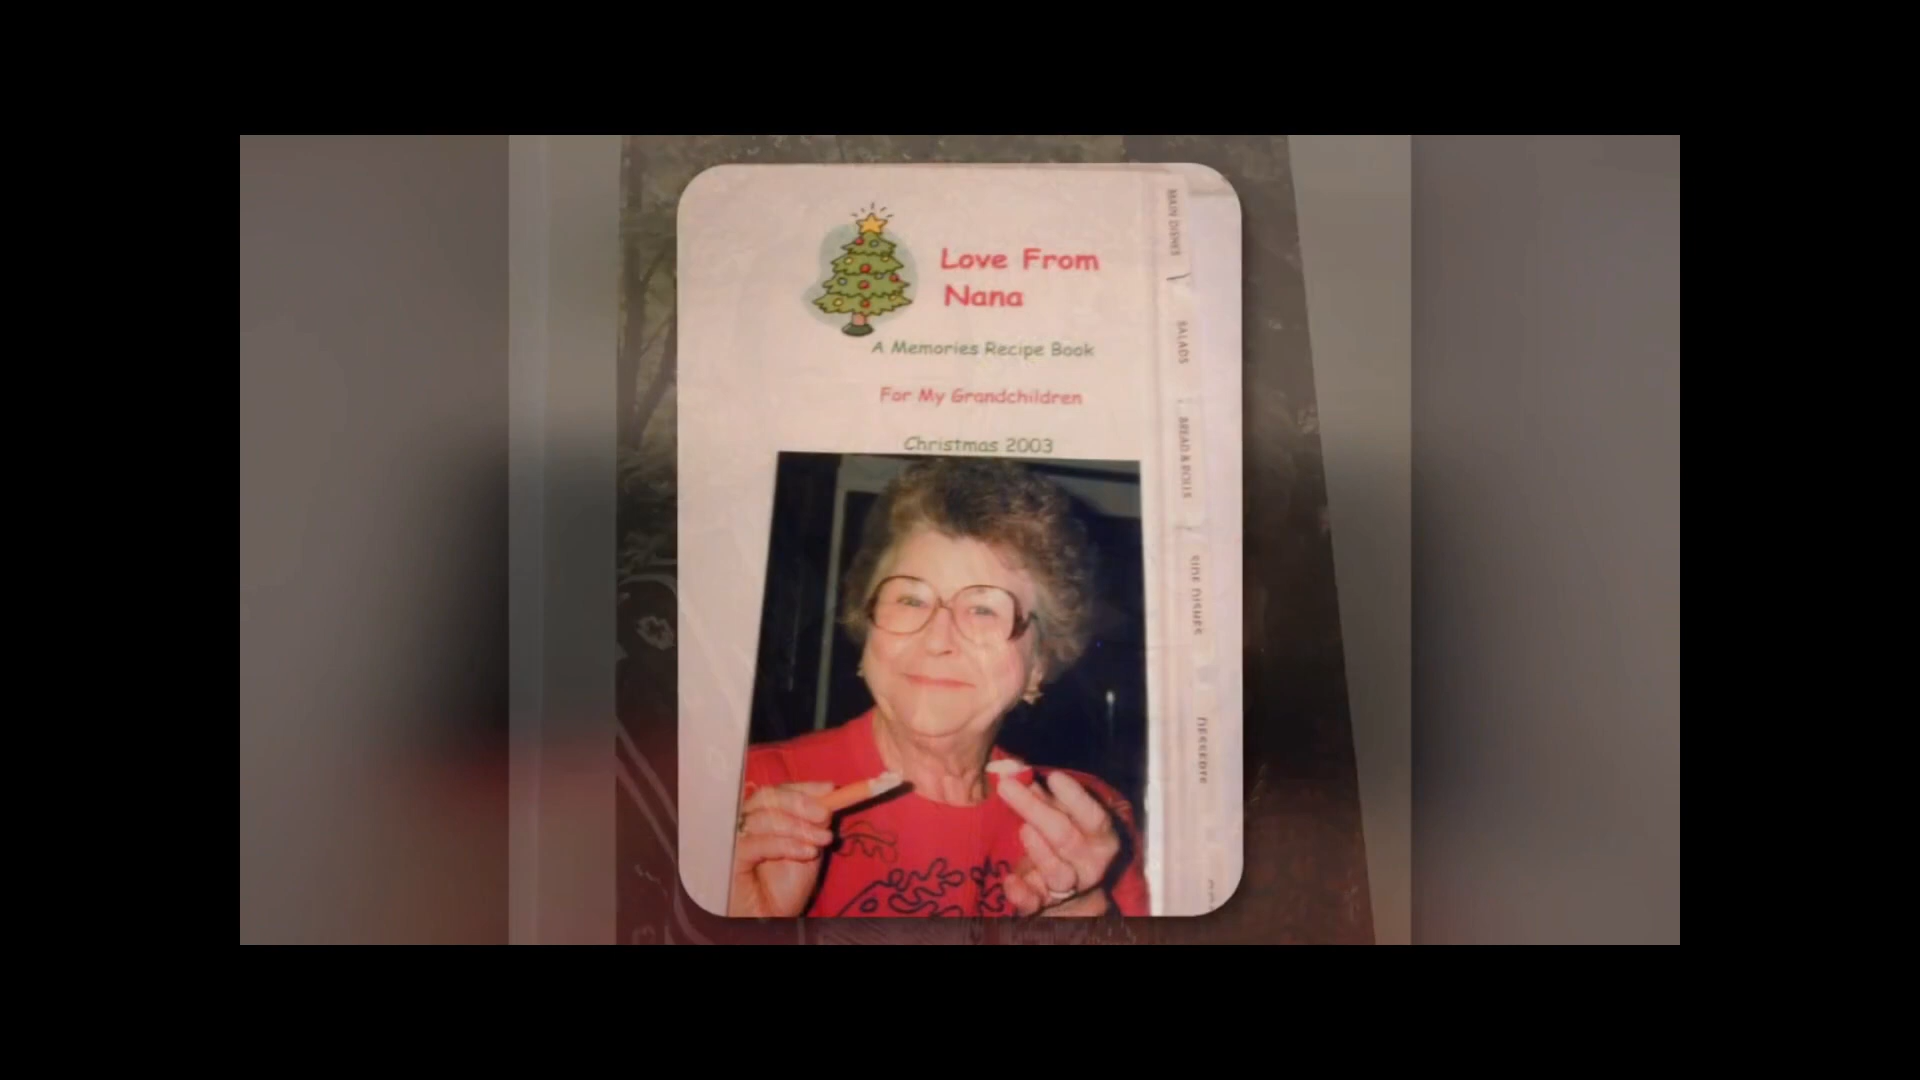 Love From
Nana
A Memories Recipe Book
For My Grandchildren
Christmas 2003
MAIN DISHES
SALADS
BREAD & ROLLS
SIDE DISHES
DESSERTS